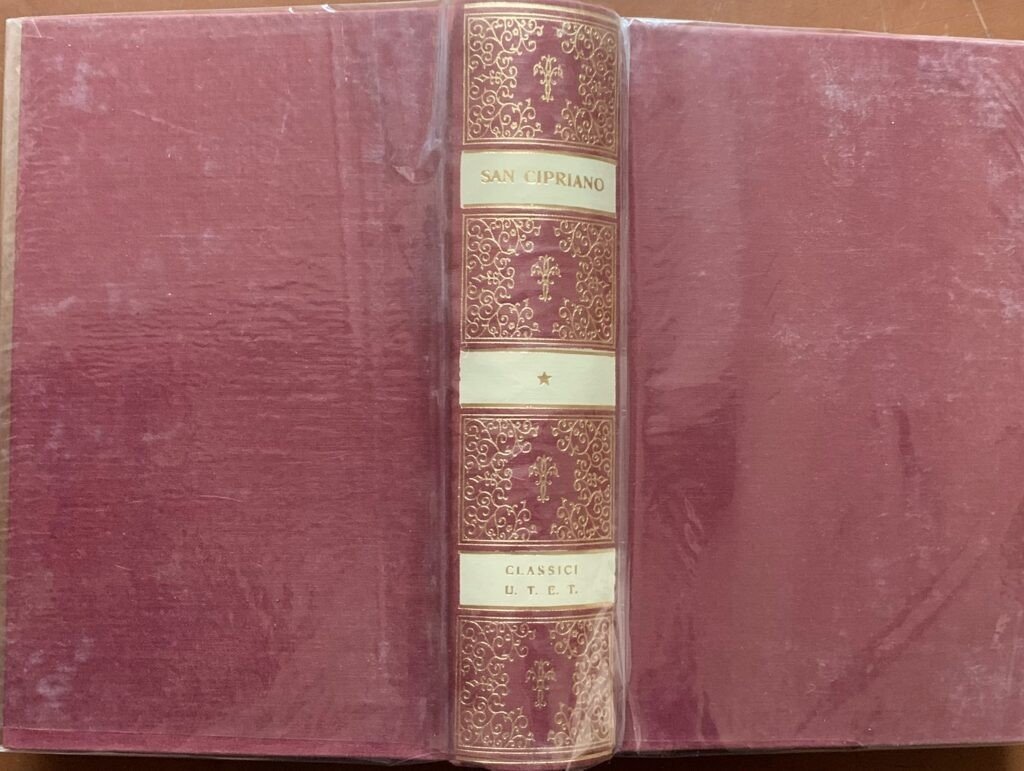 SAN CIPRIANO
CLASSICI
U. T. E. T.